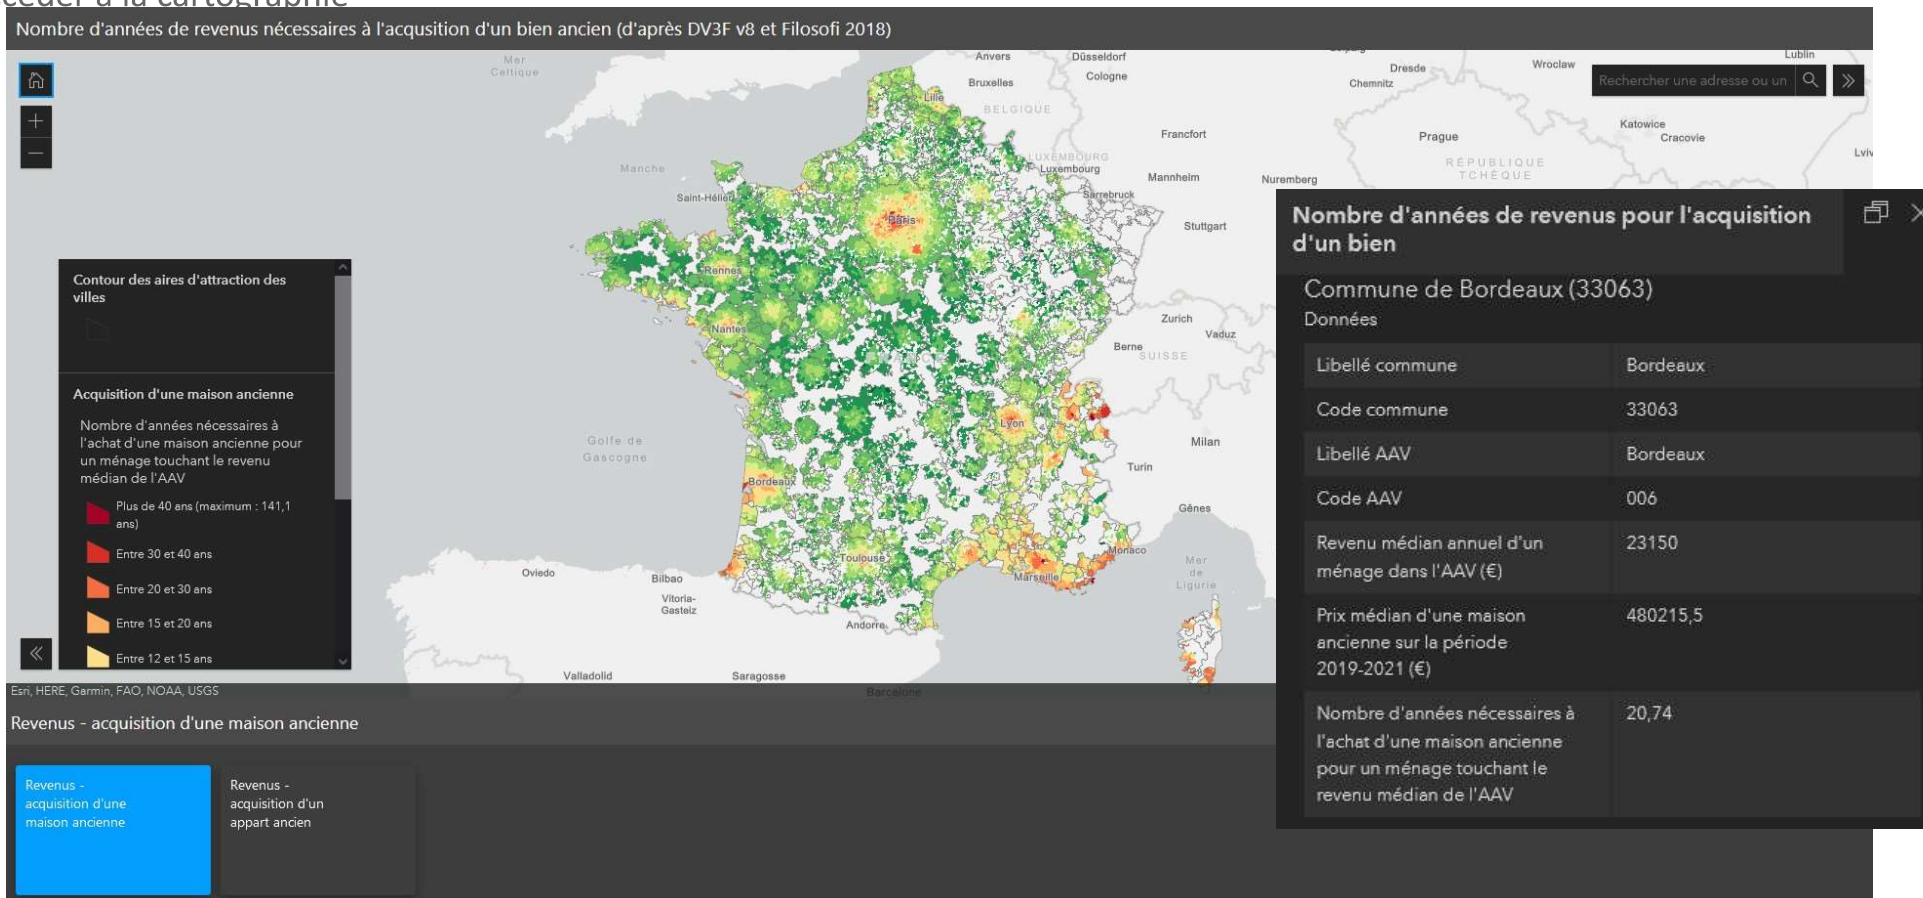 céder à la cartographie
Nombre d'années de revenus nécessaires à l'acqusition d'un bien ancien (d'après DV3F v8 et Filosofi 2018)
Rechercher une adresse ou un
Mer
Celtique
Anvers
Düsseldorf
Bruxelles
Cologne
BELGIQUE
Lille
Dresde
Chemnitz
Wroclaw
Lublin
Francfort
Prague
Katowice
Cracovie
RÉPUBLIQUE
TCHÈQUE
Lviv
LUXEMBOURG
Luxembourg
Manche
Mannheim
Nuremberg
Saint-Hélier
Sarrebruck
Paris
Stuttgart
Rennes
Nantes
Zurich
Vaduz
Berne
SUISSE
FRANCE
Lyon
Golfe de
Gascogne
Milan
Turin
Bordeaux
Gênes
Toulouse
Monaco
Marseille
Mer
de
Ligurie
Oviedo
Bilbao
Vitoria-
Gasteiz
Andorre
Valladolid
Saragosse
Barcelone
Contour des aires d'attraction des
villes
Acquisition d'une maison ancienne
Nombre d'années nécessaires à
l'achat d'une maison ancienne pour
un ménage touchant le revenu
médian de l'AAV
Plus de 40 ans (maximum : 141,1
ans)
Entre 30 et 40 ans
Entre 20 et 30 ans
Entre 15 et 20 ans
Entre 12 et 15 ans
Esri, HERE, Garmin, FAO, NOAA, USGS
Revenus - acquisition d'une maison ancienne
Revenus -
acquisition d'une
maison ancienne
Revenus -
acquisition d'un
appart ancien
Nombre d'années de revenus pour l'acquisition
d'un bien
Commune de Bordeaux (33063)
Données
Libellé commune Bordeaux
Code commune 33063
Libellé AAV Bordeaux
Code AAV 006
Revenu médian annuel d'un 23150
ménage dans l'AAV (€)
Prix médian d'une maison 480215,5
ancienne sur la période
2019-2021 (€)
Nombre d'années nécessaires à 20,74
l'achat d'une maison ancienne
pour un ménage touchant le
revenu médian de l'AAV